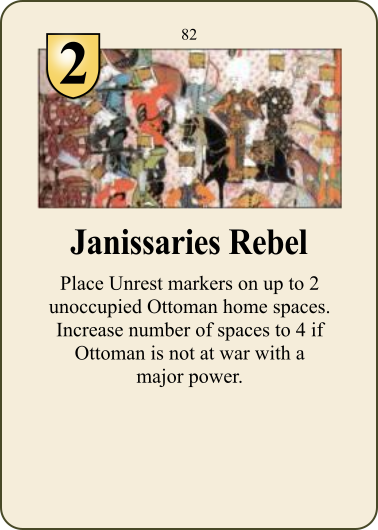 82
2
Janissaries Rebel
Place Unrest markers on up to 2
unoccupied Ottoman home spaces.
Increase number of spaces to 4 if
Ottoman is not at war with a
major power.